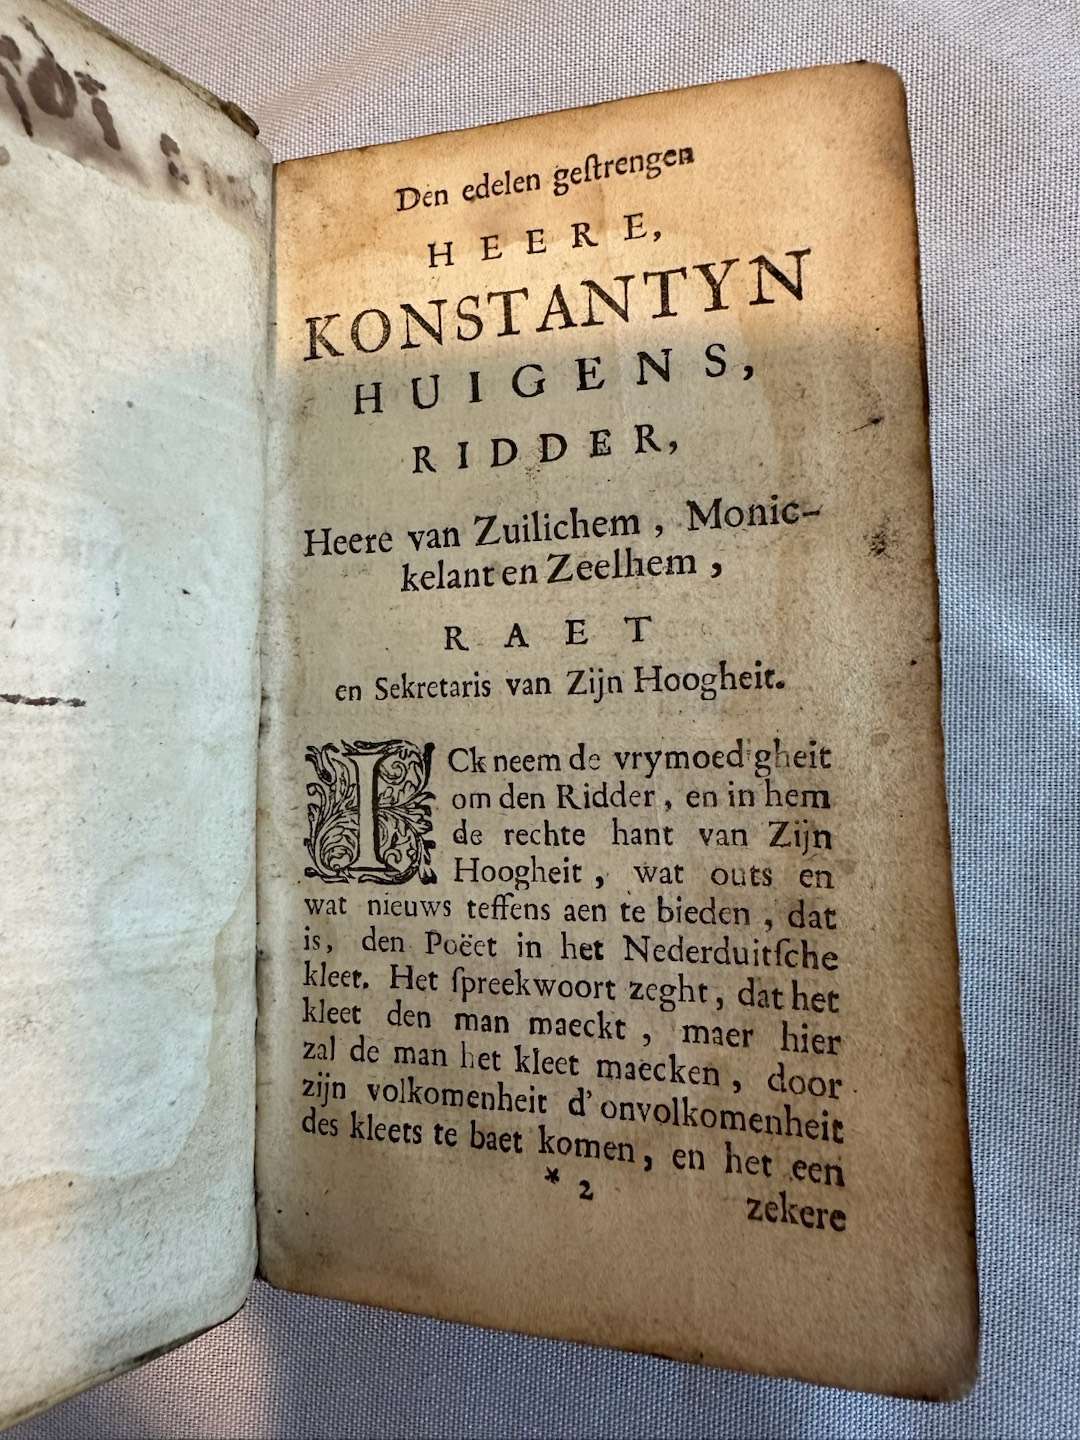 Den edelen geſtrengen
HEERE,
KONSTANTYN
HUIGENS,
RIDDER,
Heere van Zuilichem, Monic-
kelant en Zeelhem,
RAET
en Sekretaris van Zijn Hoogheit.
ICk neem de vrymoedigheit
om den Ridder, en in hem
de rechte hant van Zijn
Hoogheit, wat outs en
wat nieuws teffens aen te bieden, dat
is, den Poëet in het Nederduitſche
kleet. Het ſpreekwoort zeght, dat het
kleet den man maeckt, maer hier
zal de man het kleet maecken, door
zijn volkomenheit d'onvolkomenheit
des kleets te baet komen, en het een
* 2
zekere